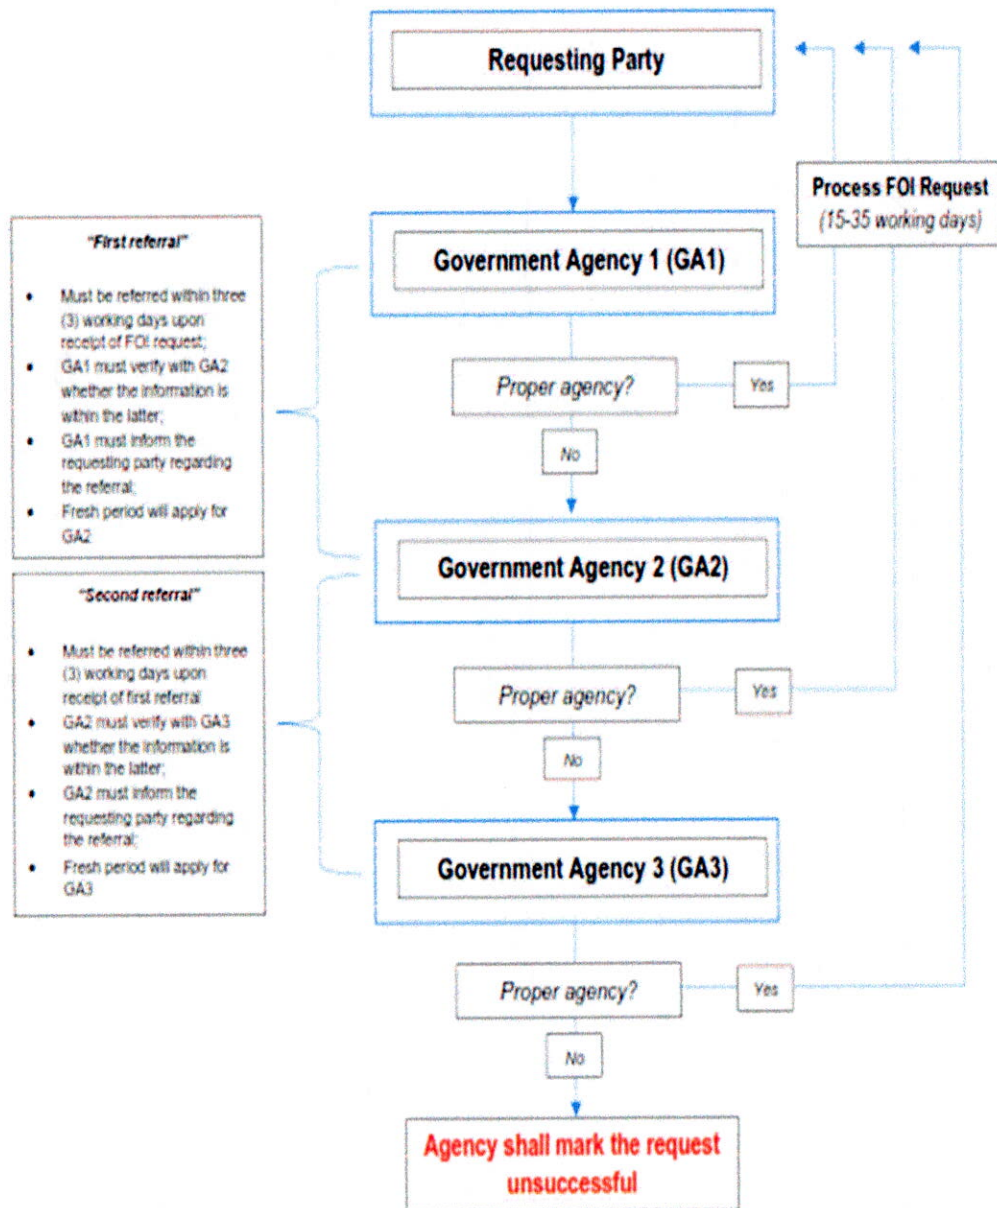 Requesting Party
Process FOI Request
(15-35 working days)
Government Agency 1 (GA1)
"First referral"
• Must be referred within three
(3) working days upon
receipt of FOI request;
• GA1 must verify with GA2
whether the information is
within the latter;
• GA1 must inform the
requesting party regarding
the referral;
• Fresh period will apply for
GA2
Proper agency?
Yes
No
Government Agency 2 (GA2)
"Second referral"
• Must be referred within three
(3) working days upon
receipt of first referral
• GA2 must verify with GA3
whether the information is
within the latter;
• GA2 must inform the
requesting party regarding
the referral;
• Fresh period will apply for
GA3
Proper agency?
Yes
No
Government Agency 3 (GA3)
Proper agency?
Yes
No
Agency shall mark the request
unsuccessful